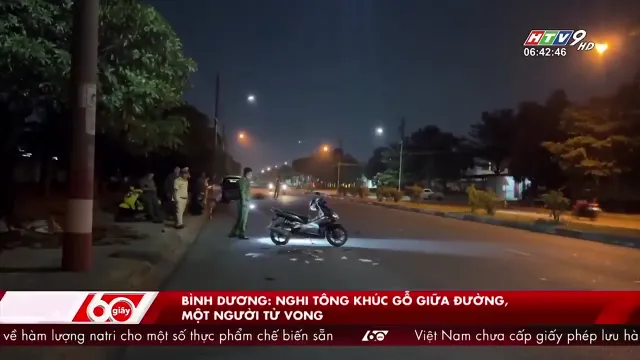 HTV9 HD
06:42:46
60 giây
BÌNH DƯƠNG: NGHI TÔNG KHÚC GỖ GIỮA ĐƯỜNG,
MỘT NGƯỜI TỬ VONG
về hàm lượng natri cho một số thực phẩm chế biến sẵn 60 Việt Nam chưa cấp giấy phép lưu hà